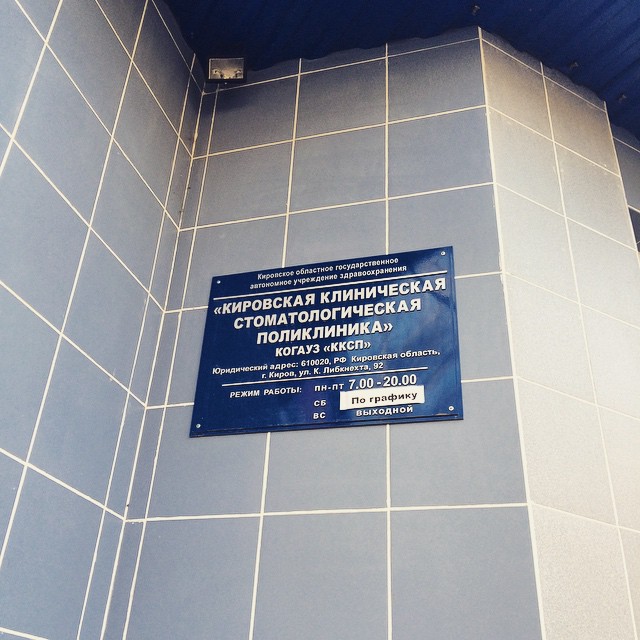 Кировское областное государственное
автономное учреждение здравоохранения
«КИРОВСКАЯ КЛИНИЧЕСКАЯ
СТОМАТОЛОГИЧЕСКАЯ
ПОЛИКЛИНИКА»
КОГАУЗ «ККСП»
Юридический адрес: 610020, РФ Кировская область,
г. Киров, ул. К. Либкнехта, 92
РЕЖИМ РАБОТЫ: ПН-ПТ 7.00 - 20.00
СБ По графику
ВС ВЫХОДНОЙ